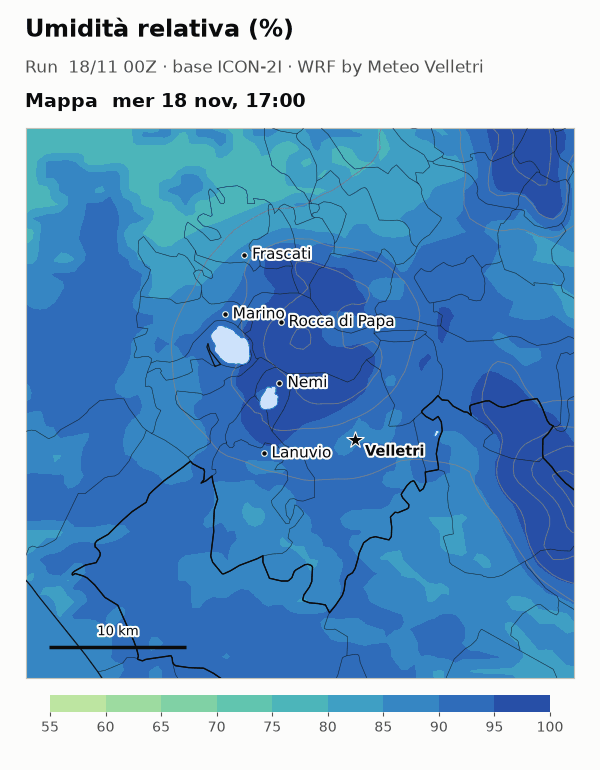 Umidità relativa (%)
Run  18/11 00Z · base ICON-2I · WRF by Meteo Velletri
Mappa  mer 18 nov, 17:00
Frascati
Marino
Rocca di Papa
Nemi
Velletri
Lanuvio
10 km
55 60 65 70 75 80 85 90 95 100